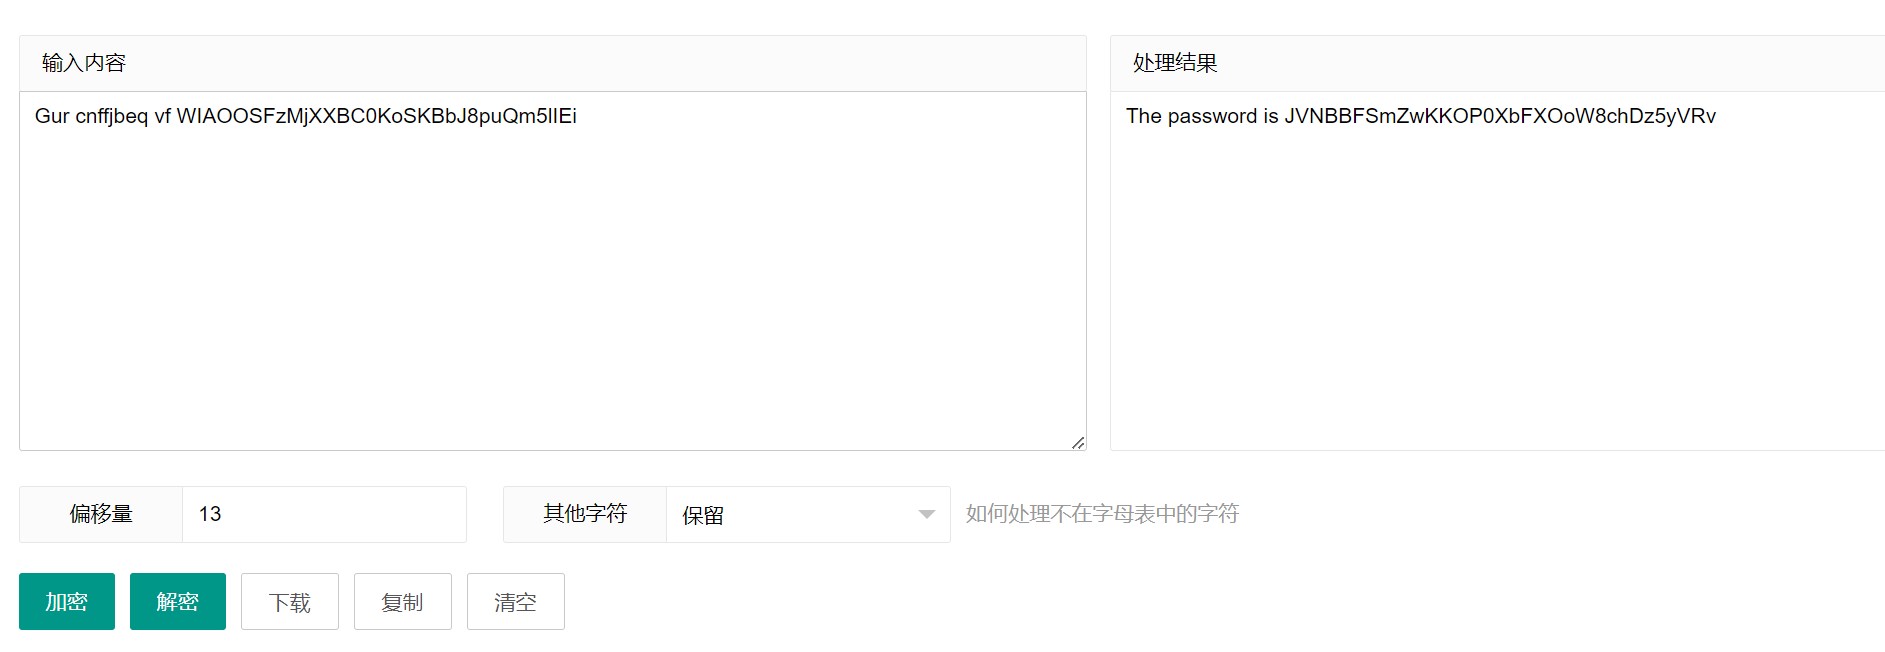 输入内容
处理结果
Gur cnffjbeq vf WIAOOSFzMjXXBC0KoSKBbJ8puQm5lIEi
The password is JVNBBFSmZwKKOP0XbFXOoW8chDz5yVRv
偏移量 13 其他字符 保留 如何处理不在字母表中的字符
加密 解密 下载 复制 清空